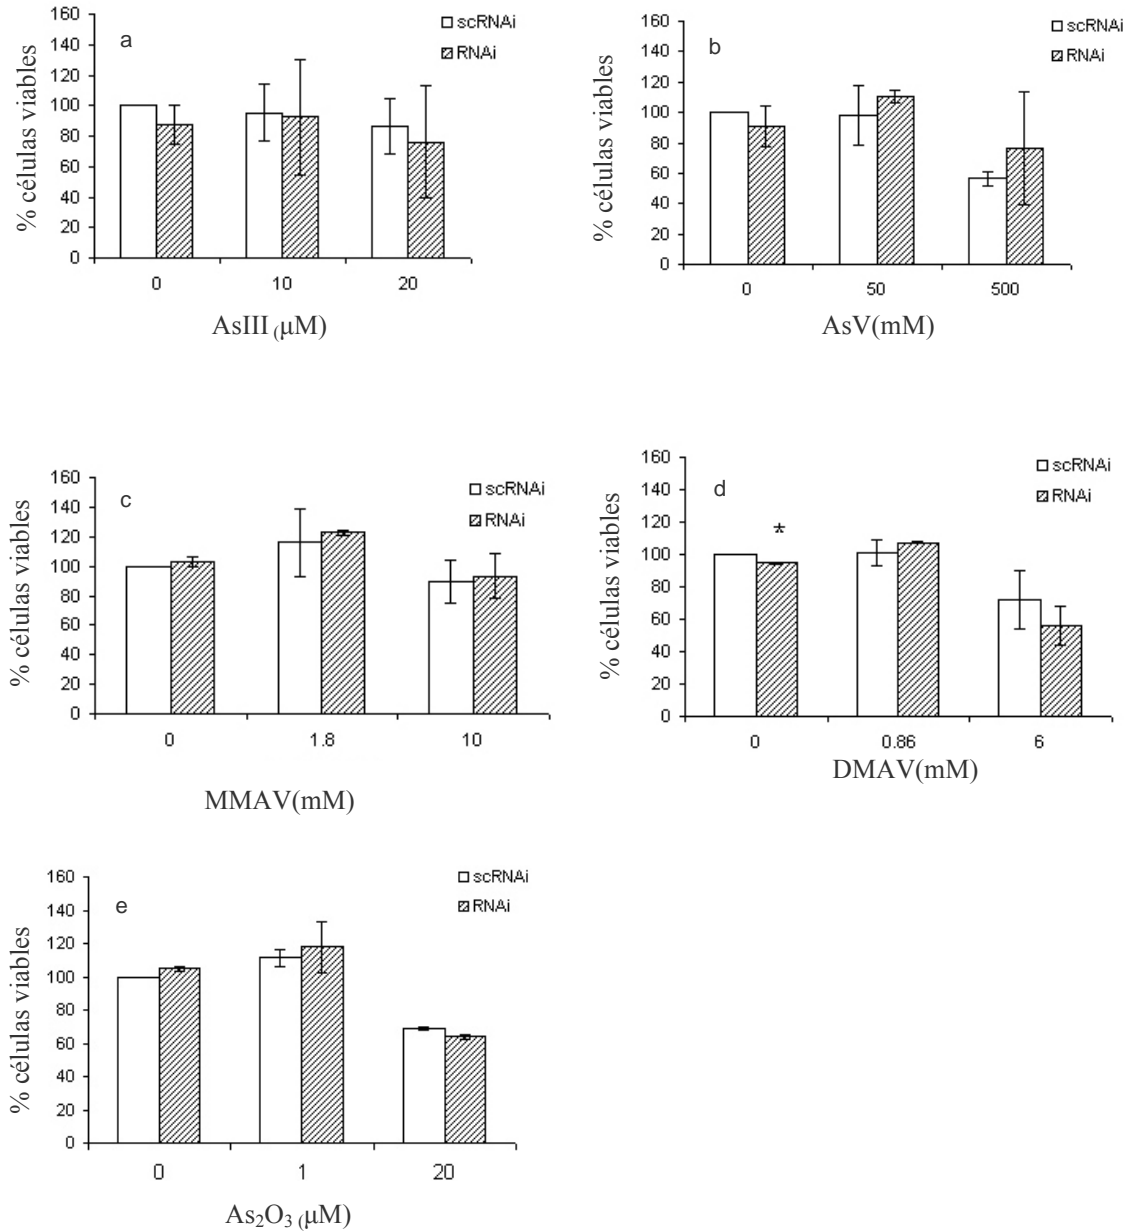 a
scRNAi
RNAi
% células viables
160
140
120
100
80
60
40
20
0
0 10 20
AsIII (μM)
b
scRNAi
RNAi
% células viables
160
140
120
100
80
60
40
20
0
0 50 500
AsV(mM)
c
scRNAi
RNAi
% células viables
160
140
120
100
80
60
40
20
0
0 1.8 10
MMAV(mM)
d
scRNAi
RNAi
*
% células viables
160
140
120
100
80
60
40
20
0
0 0.86 6
DMAV(mM)
e
scRNAi
RNAi
% células viables
160
140
120
100
80
60
40
20
0
0 1 20
As₂O₃ (μM)